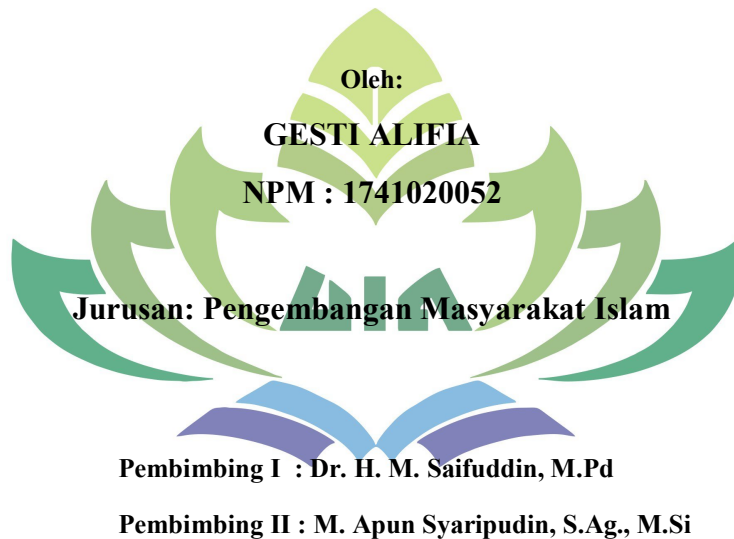 Oleh:
GESTI ALIFIA
NPM : 1741020052
Jurusan: Pengembangan Masyarakat Islam
Pembimbing I : Dr. H. M. Saifuddin, M.Pd
Pembimbing II : M. Apun Syaripudin, S.Ag., M.Si